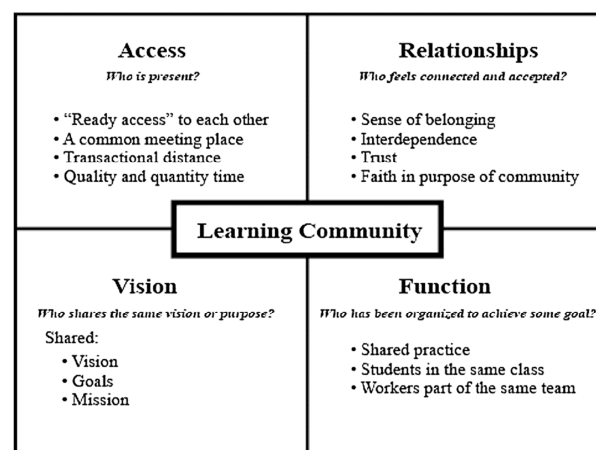 Access
Who is present?
• “Ready access” to each other
• A common meeting place
• Transactional distance
• Quality and quantity time
Relationships
Who feels connected and accepted?
• Sense of belonging
• Interdependence
• Trust
• Faith in purpose of community
Learning Community
Vision
Who shares the same vision or purpose?
Shared:
• Vision
• Goals
• Mission
Function
Who has been organized to achieve some goal?
• Shared practice
• Students in the same class
• Workers part of the same team